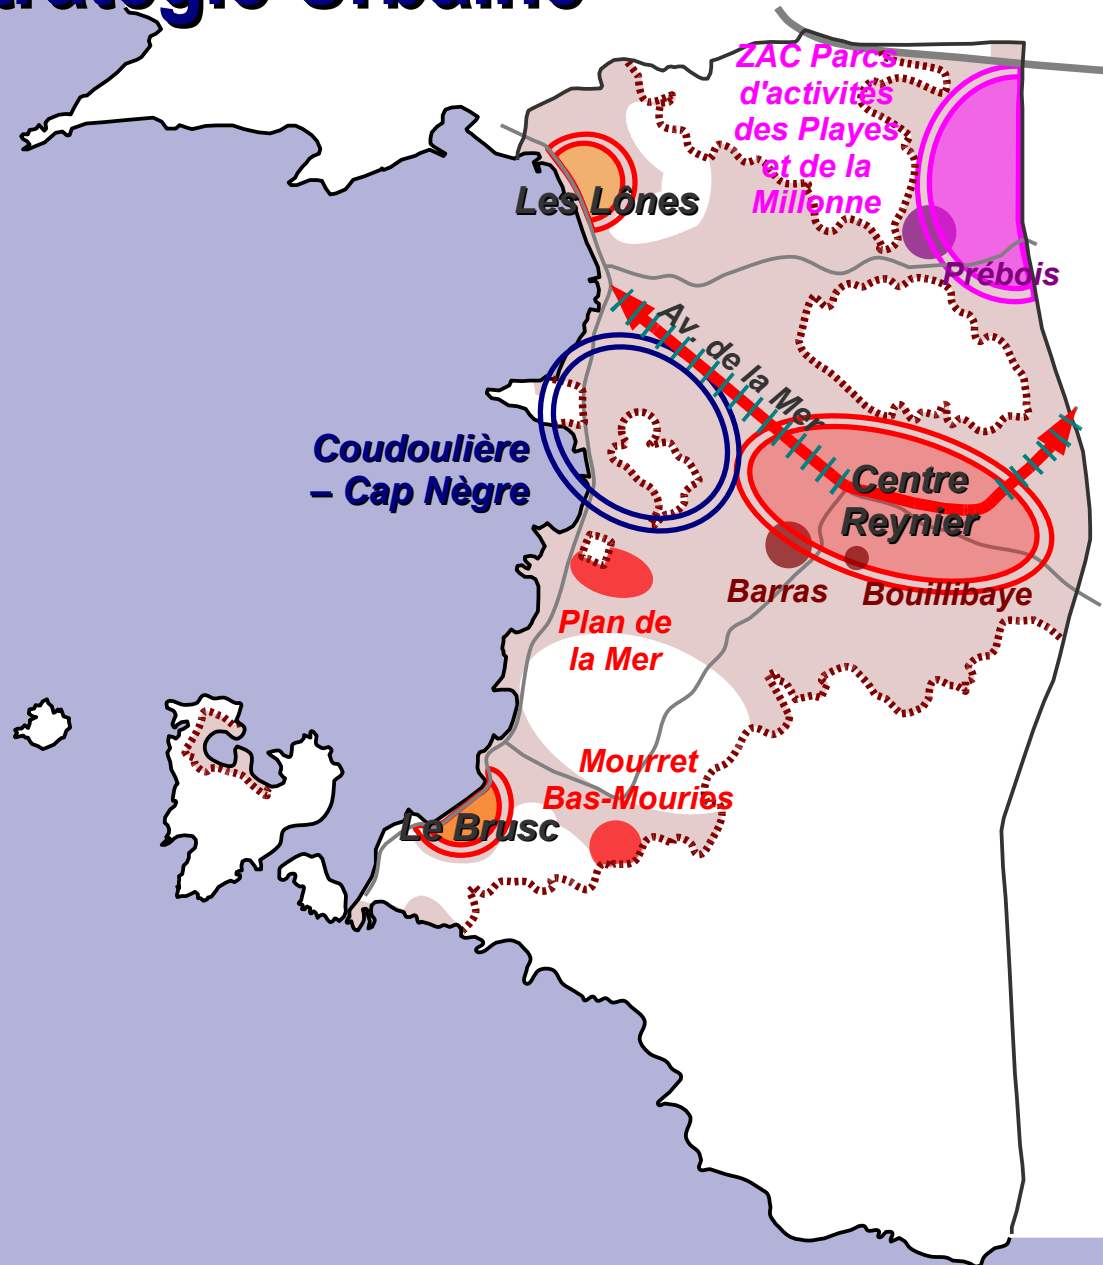 ZAC Parcs
d'activités
des Playes
et de la
Millonne
Les Lônes
Prébois
Av. de la Mer
Coudoulière
– Cap Nègre
Centre
Reynier
Barras
Bouillibaye
Plan de
la Mer
Mourret
Bas-Mouries
Le Brusc